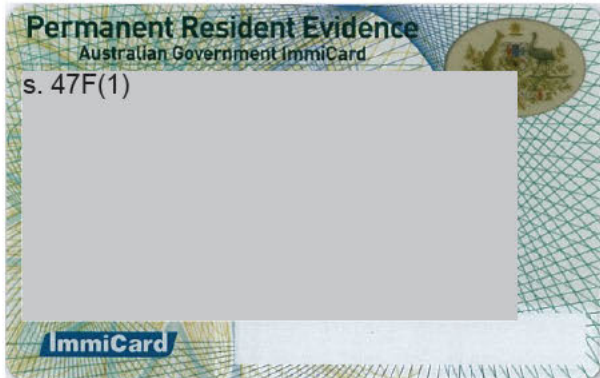 Permanent Resident Evidence
Australian Government ImmiCard
s. 47F(1)
ImmiCard